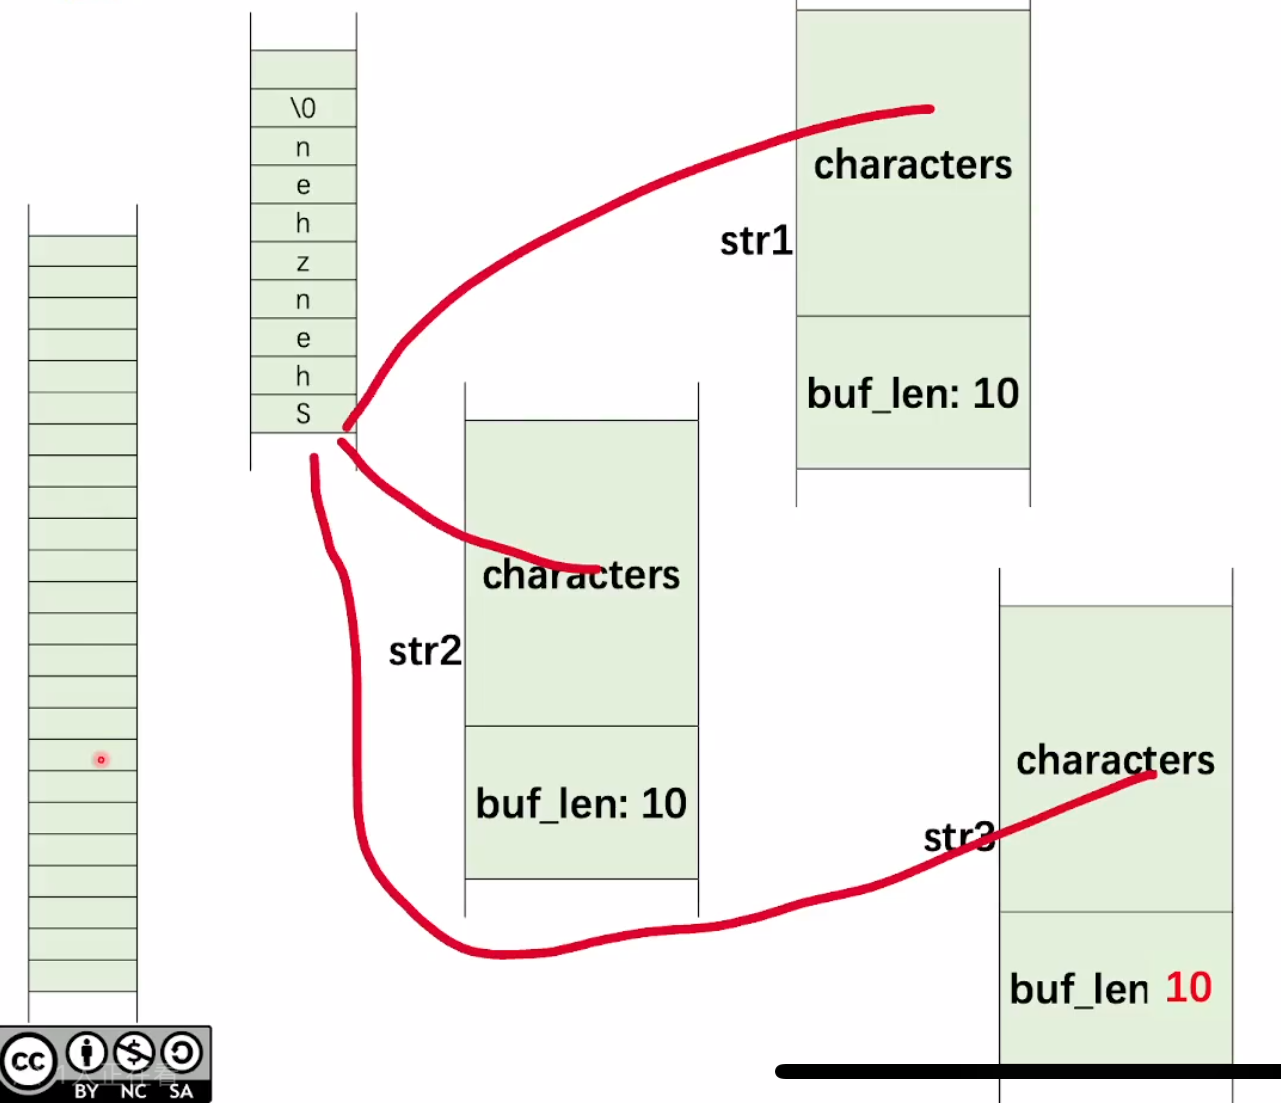 \0
n
e
h
z
n
e
h
S
characters
str1
buf_len: 10
characters
str2
buf_len: 10
characters
str3
buf_len 10
cc
BY NC SA